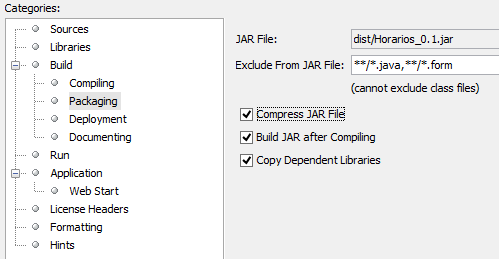 Categories:
Sources
Libraries
Build
Compiling
Packaging
Deployment
Documenting
Run
Application
Web Start
License Headers
Formatting
Hints
JAR File: dist/Horarios_0.1.jar
Exclude From JAR File: **/*.java,**/*.form
(cannot exclude class files)
Compress JAR File
Build JAR after Compiling
Copy Dependent Libraries